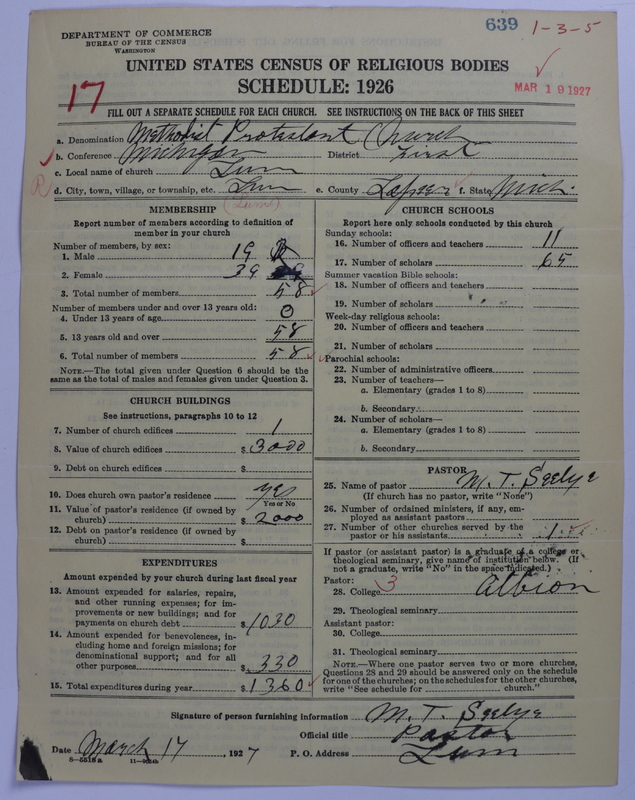 639 1-3-5
DEPARTMENT OF COMMERCE
BUREAU OF THE CENSUS
WASHINGTON
UNITED STATES CENSUS OF RELIGIOUS BODIES
SCHEDULE: 1926
MAR 19 1927
17
FILL OUT A SEPARATE SCHEDULE FOR EACH CHURCH. SEE INSTRUCTIONS ON THE BACK OF THIS SHEET
a. Denomination Methodist Protestant Church
b. Conference Michigan District First
c. Local name of church Lum
d. City, town, village, or township, etc. Lum e. County Lapeer f. State Mich.
R (Lum)
MEMBERSHIP
Report number of members according to definition of
member in your church
Number of members, by sex:
1. Male 19
2. Female 39
3. Total number of members 58
Number of members under and over 13 years old:
4. Under 13 years of age 0
5. 13 years old and over 58
6. Total number of members 58
NOTE.—The total given under Question 6 should be the
same as the total of males and females given under Question 3.
CHURCH BUILDINGS
See instructions, paragraphs 10 to 12
7. Number of church edifices 1
8. Value of church edifices $ 3000
9. Debt on church edifices $
10. Does church own pastor's residence yes
Yes or No
11. Value of pastor's residence (if owned by
church) $ 2000
12. Debt on pastor's residence (if owned by
church) $
EXPENDITURES
Amount expended by your church during last fiscal year
13. Amount expended for salaries, repairs,
and other running expenses; for im-
provements or new buildings; and for
payments on church debt $ 1030
14. Amount expended for benevolences, in-
cluding home and foreign missions; for
denominational support; and for all
other purposes $ 330
15. Total expenditures during year $ 1360
CHURCH SCHOOLS
Report here only schools conducted by this church
Sunday schools:
16. Number of officers and teachers 11
17. Number of scholars 65
Summer vacation Bible schools:
18. Number of officers and teachers
19. Number of scholars
Week-day religious schools:
20. Number of officers and teachers
21. Number of scholars
Parochial schools:
22. Number of administrative officers
23. Number of teachers—
a. Elementary (grades 1 to 8)
b. Secondary
24. Number of scholars—
a. Elementary (grades 1 to 8)
b. Secondary
PASTOR
25. Name of pastor M. T. Seelye
(If church has no pastor, write "None")
26. Number of ordained ministers, if any, em-
ployed as assistant pastors
27. Number of other churches served by the
pastor or his assistants 1
If pastor (or assistant pastor) is a graduate of a college or
theological seminary, give name of institution below. (If
not a graduate, write "No" in the space indicated.)
Pastor: 3
28. College Albion
29. Theological seminary
Assistant pastor:
30. College
31. Theological seminary
NOTE.—Where one pastor serves two or more churches,
Questions 28 and 29 should be answered only on the schedule
for one of the churches; on the schedules for the other churches,
write "See schedule for church."
Signature of person furnishing information M. T. Seelye
Official title Pastor
Date March 17, 1927 P. O. Address Lum